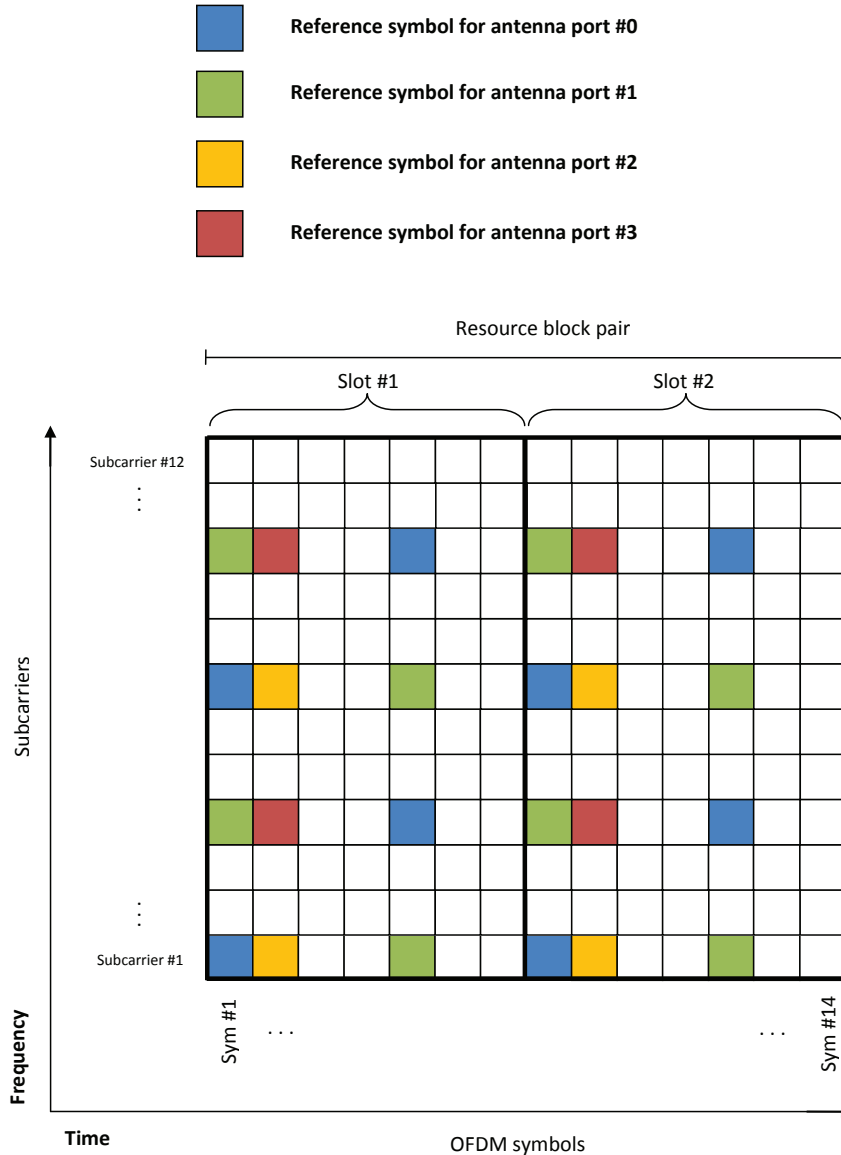 Reference symbol for antenna port #0
Reference symbol for antenna port #1
Reference symbol for antenna port #2
Reference symbol for antenna port #3
Resource block pair
Slot #1
Slot #2
Subcarrier #12
. . .
Subcarriers
. . .
Subcarrier #1
Sym #1
. . .
. . .
Sym #14
Frequency
Time
OFDM symbols